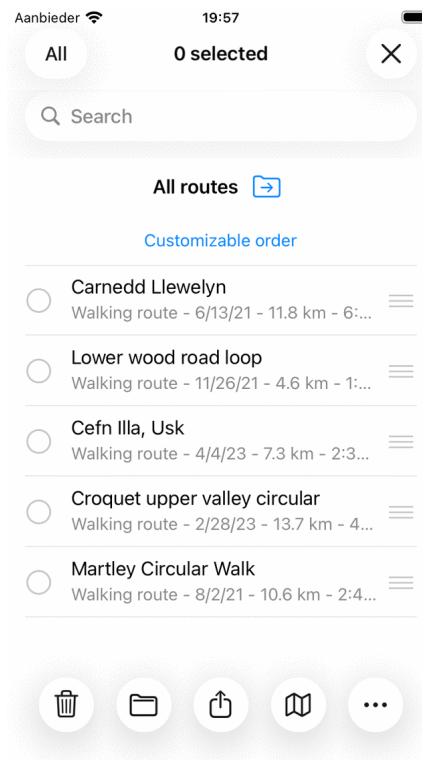 Aanbieder 19:57
All 0 selected
Search
All routes
Customizable order
Carnedd Llewelyn
Walking route - 6/13/21 - 11.8 km - 6:...
Lower wood road loop
Walking route - 11/26/21 - 4.6 km - 1:...
Cefn Illa, Usk
Walking route - 4/4/23 - 7.3 km - 2:3...
Croquet upper valley circular
Walking route - 2/28/23 - 13.7 km - 4...
Martley Circular Walk
Walking route - 8/2/21 - 10.6 km - 2:4...